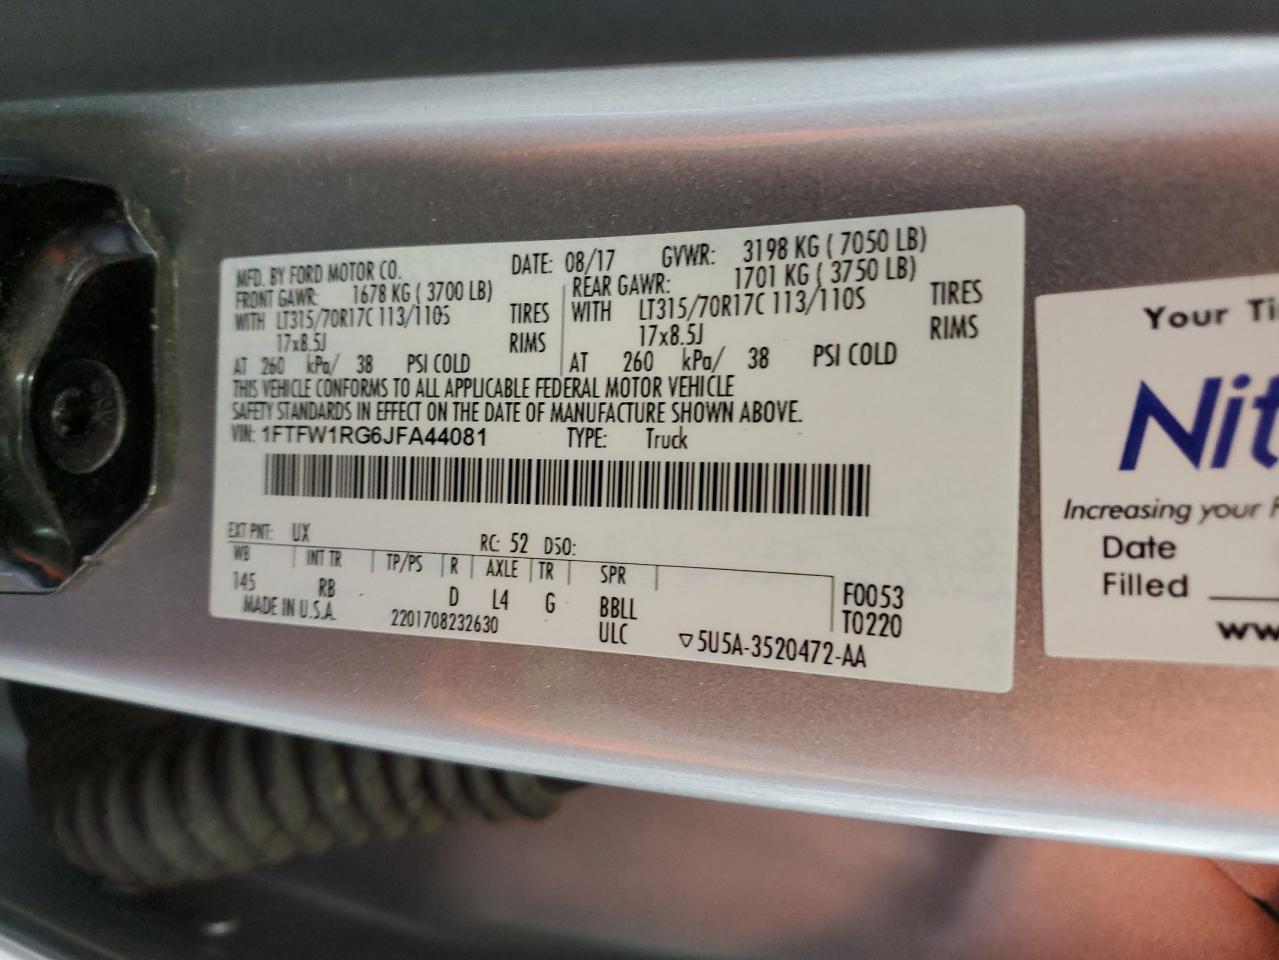 MFD. BY FORD MOTOR CO. DATE: 08/17 GVWR: 3198 KG ( 7050 LB)
FRONT GAWR: 1678 KG ( 3700 LB) REAR GAWR: 1701 KG ( 3750 LB)
WITH LT315/70R17C 113/110S TIRES WITH LT315/70R17C 113/110S TIRES
17x8.5J RIMS 17x8.5J RIMS
AT 260 kPa/ 38 PSI COLD AT 260 kPa/ 38 PSI COLD
THIS VEHICLE CONFORMS TO ALL APPLICABLE FEDERAL MOTOR VEHICLE
SAFETY STANDARDS IN EFFECT ON THE DATE OF MANUFACTURE SHOWN ABOVE.
VIN: 1FTFW1RG6JFA44081 TYPE: Truck
EXT PNT: UX RC: 52 DSO:
WB INT TR TP/PS R AXLE TR SPR
145 RB D L4 G BBLL F0053
MADE IN U.S.A. 2201708232630 ULC T0220
▽5U5A-3520472-AA
Your Ti
Nit
Increasing your
Date
Filled
ww